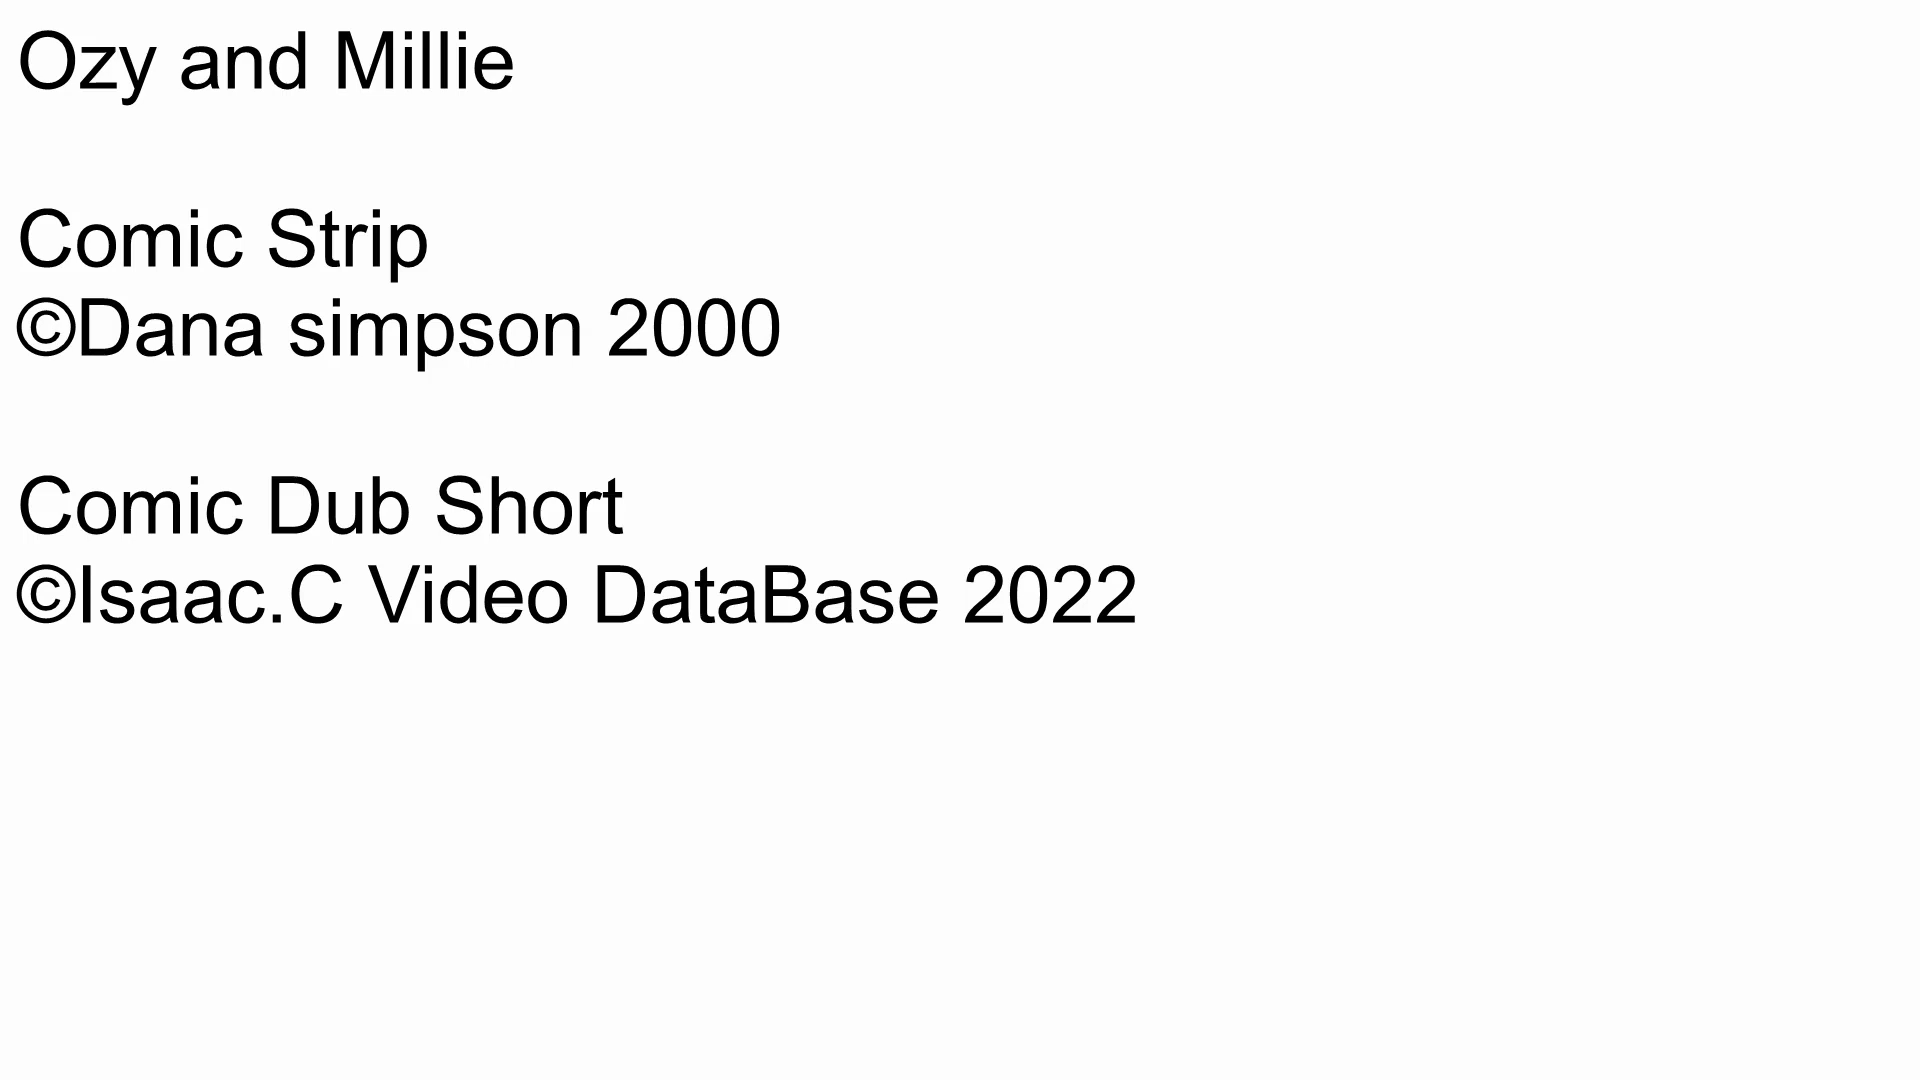 Ozy and Millie
Comic Strip
©Dana simpson 2000
Comic Dub Short
©Isaac.C Video DataBase 2022